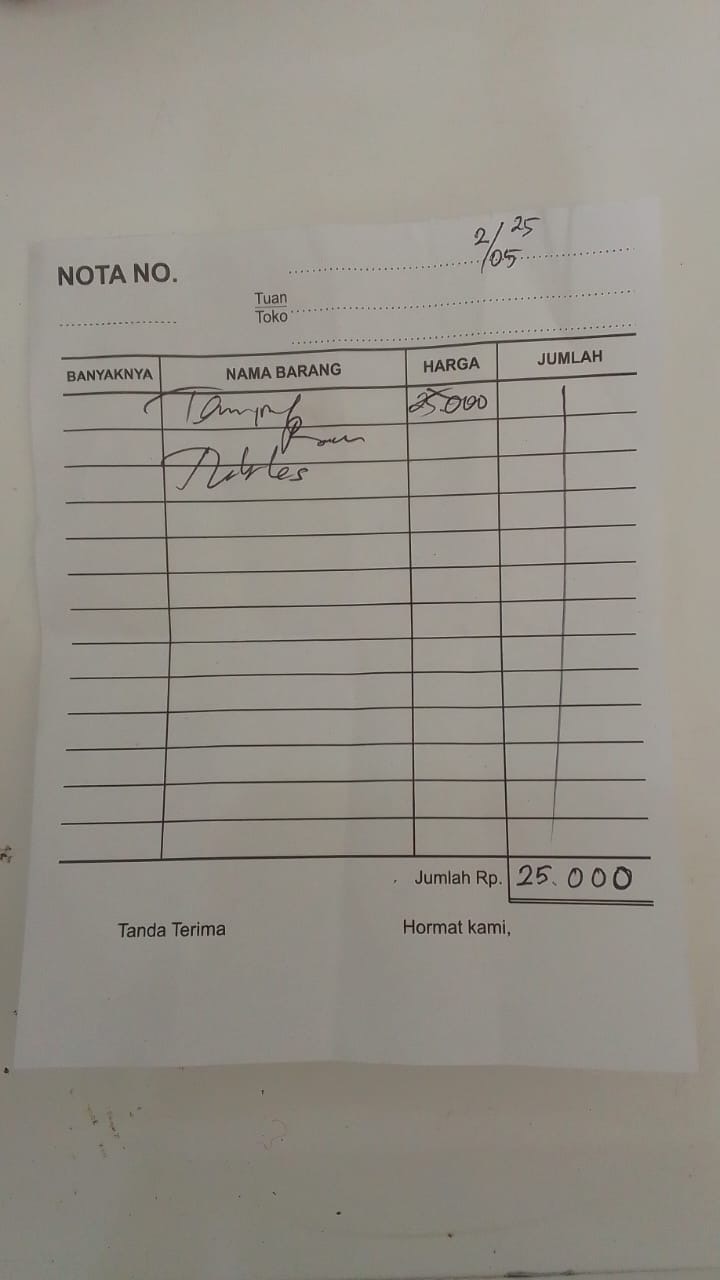 2/05 25
NOTA NO.
Tuan
Toko
BANYAKNYA NAMA BARANG HARGA JUMLAH
25.000
Jumlah Rp. 25.000
Tanda Terima Hormat kami,